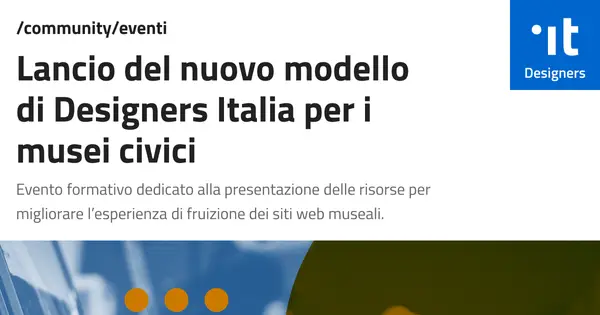 /community/eventi
Lancio del nuovo modello
di Designers Italia per i
musei civici
Evento formativo dedicato alla presentazione delle risorse per
migliorare l’esperienza di fruizione dei siti web museali.
it
Designers